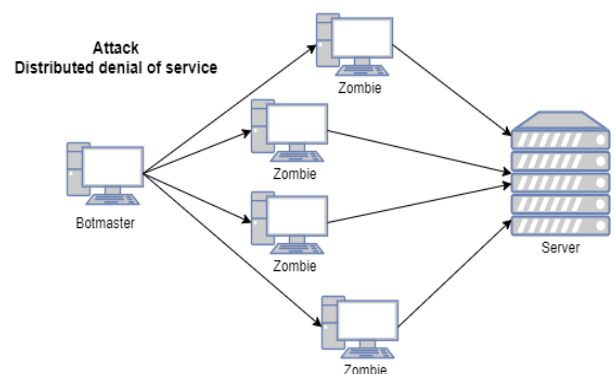 Attack
Distributed denial of service
Zombie
Zombie
Botmaster
Zombie
Server
Zombie